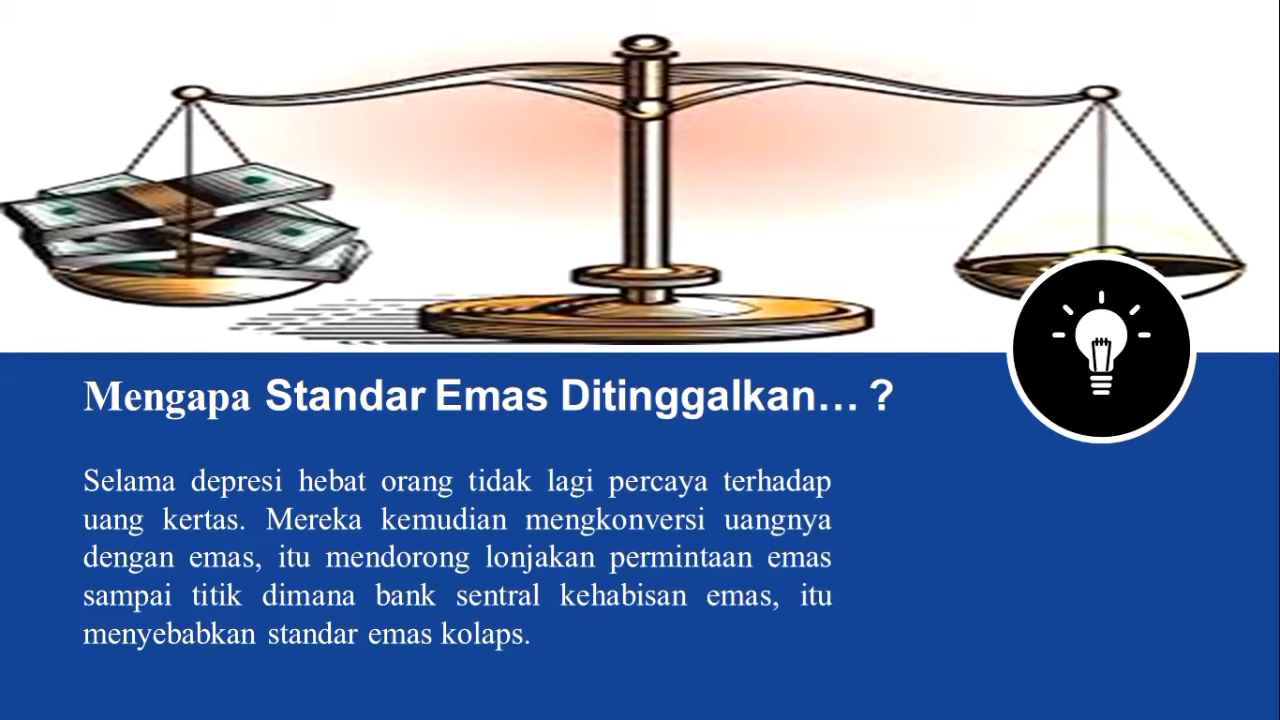 Mengapa Standar Emas Ditinggalkan… ?
Selama depresi hebat orang tidak lagi percaya terhadap
uang kertas. Mereka kemudian mengkonversi uangnya
dengan emas, itu mendorong lonjakan permintaan emas
sampai titik dimana bank sentral kehabisan emas, itu
menyebabkan standar emas kolaps.